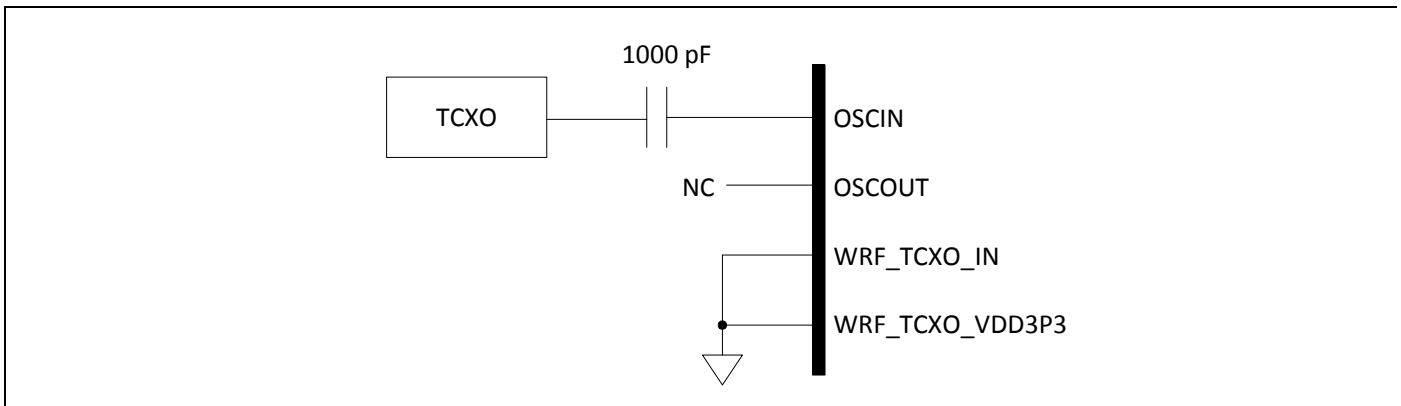 1000 pF
TCXO
OSCIN
NC
OSCOUT
WRF_TCXO_IN
WRF_TCXO_VDD3P3